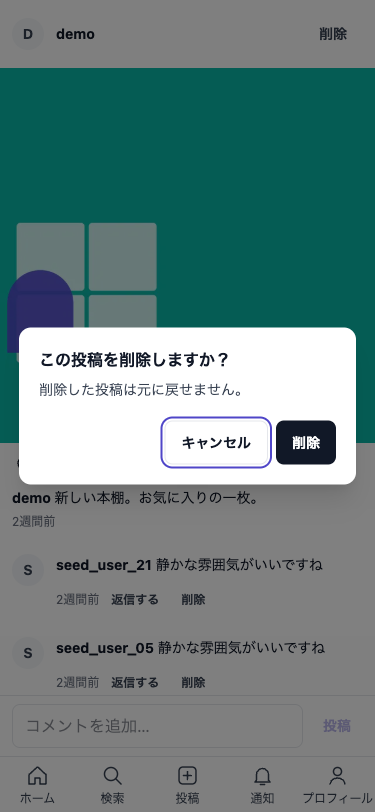 D demo 削除
この投稿を削除しますか？
削除した投稿は元に戻せません。
キャンセル 削除
demo 新しい本棚。お気に入りの一枚。
2週間前
S seed_user_21 静かな雰囲気がいいですね
2週間前 返信する 削除
S seed_user_05 静かな雰囲気がいいですね
2週間前 返信する 削除
コメントを追加... 投稿
ホーム 検索 投稿 通知 プロフィール